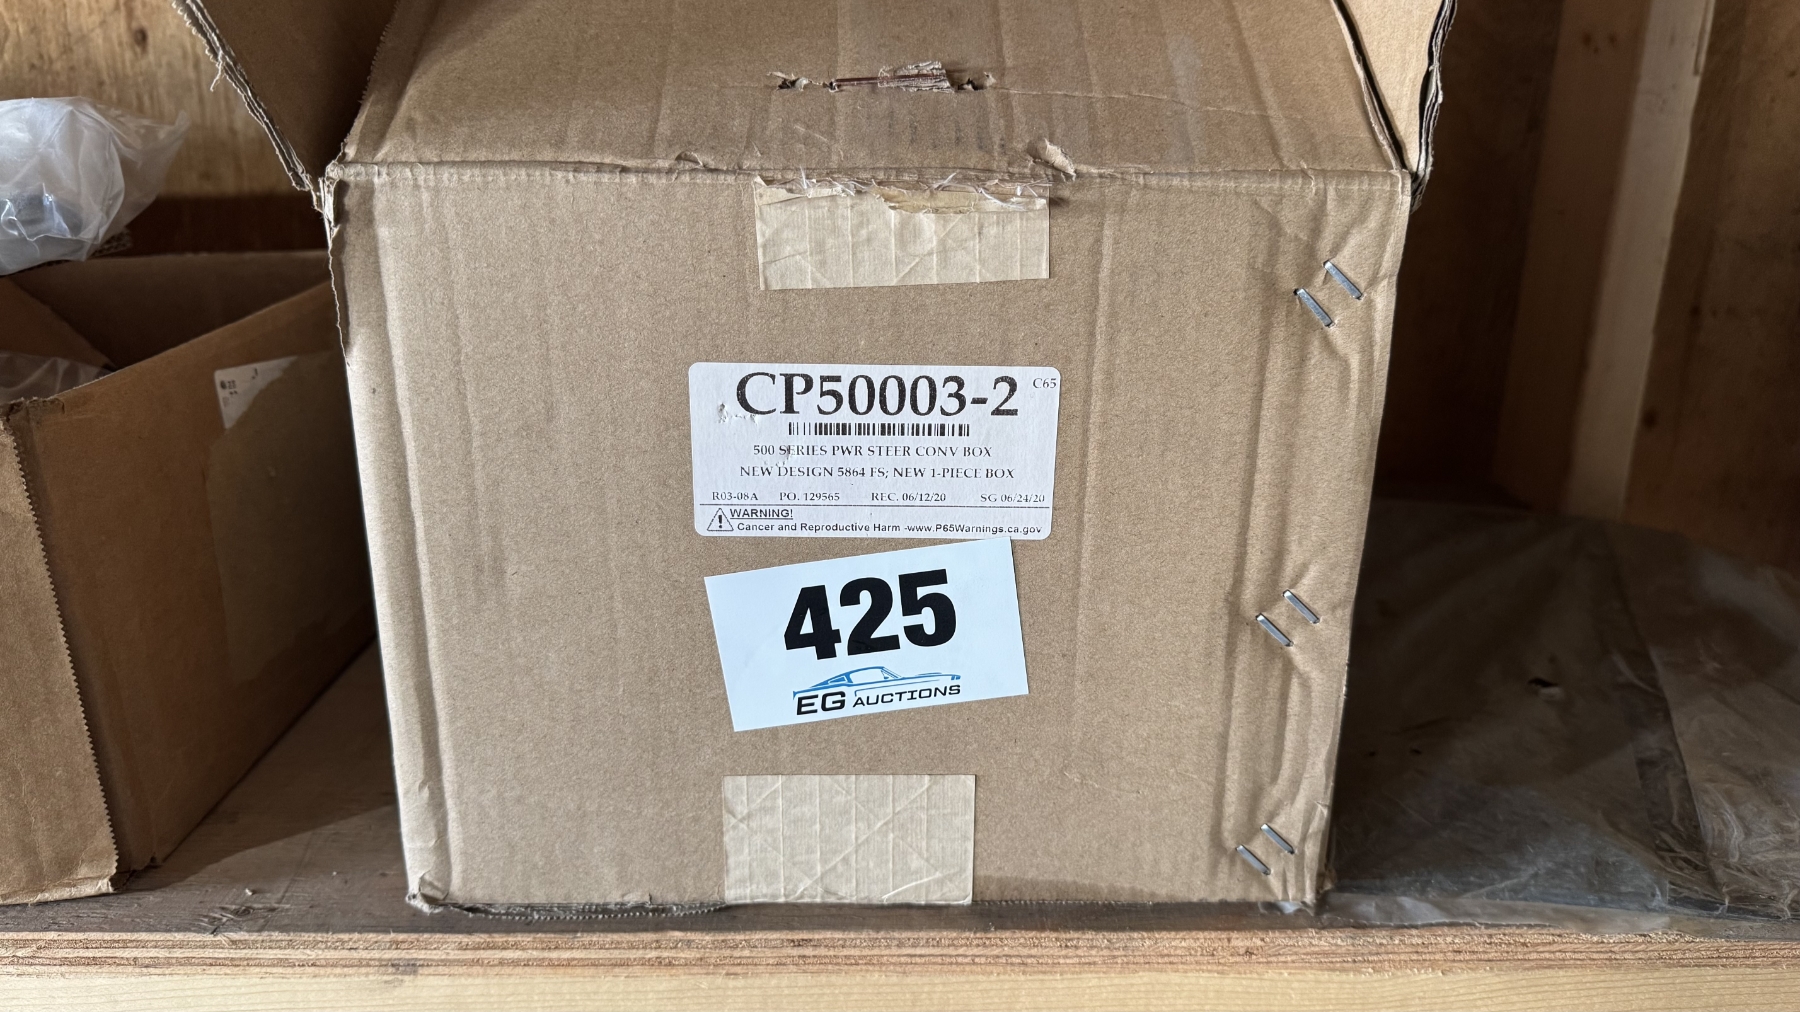 CP50003-2 C65
500 SERIES PWR STEER CONV BOX
NEW DESIGN 5864 FS; NEW 1-PIECE BOX
R03-08A PO. 129565 REC. 06/12/20 SG 06/24/20
WARNING!
Cancer and Reproductive Harm -www.P65Warnings.ca.gov
425
EG AUCTIONS